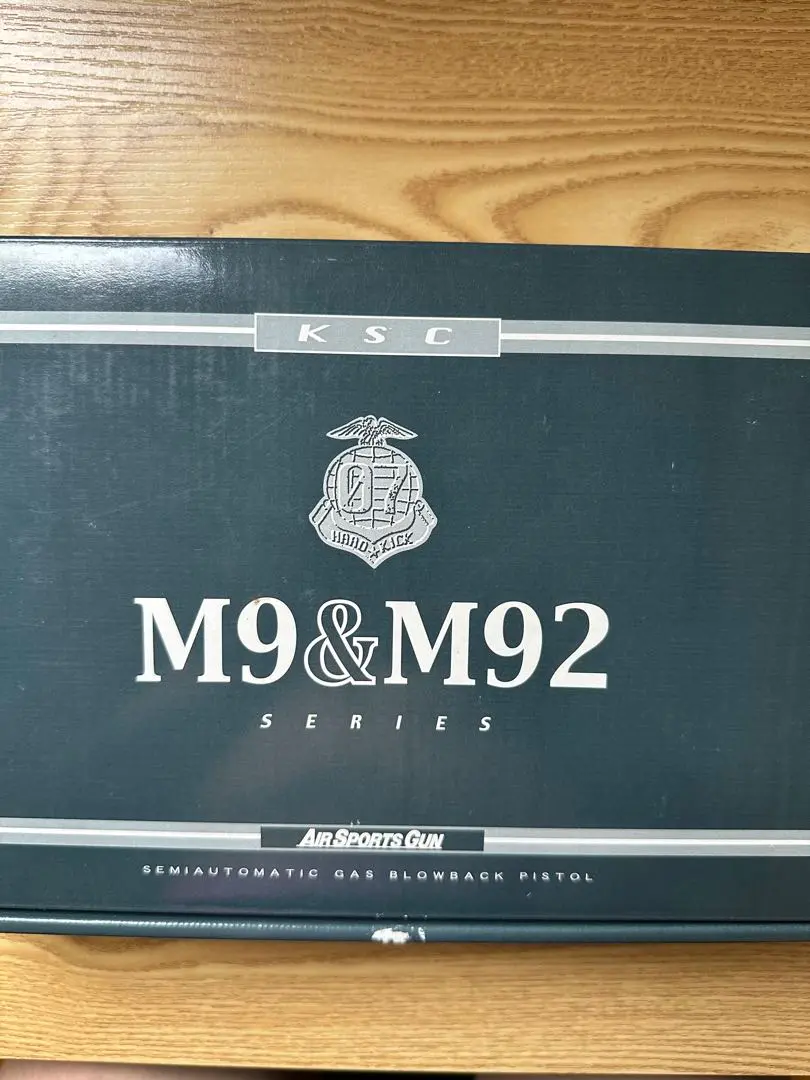 KSC
07
HARD★KICK
M9&M92
SERIES
AIR SPORTS GUN
SEMIAUTOMATIC GAS BLOWBACK PISTOL